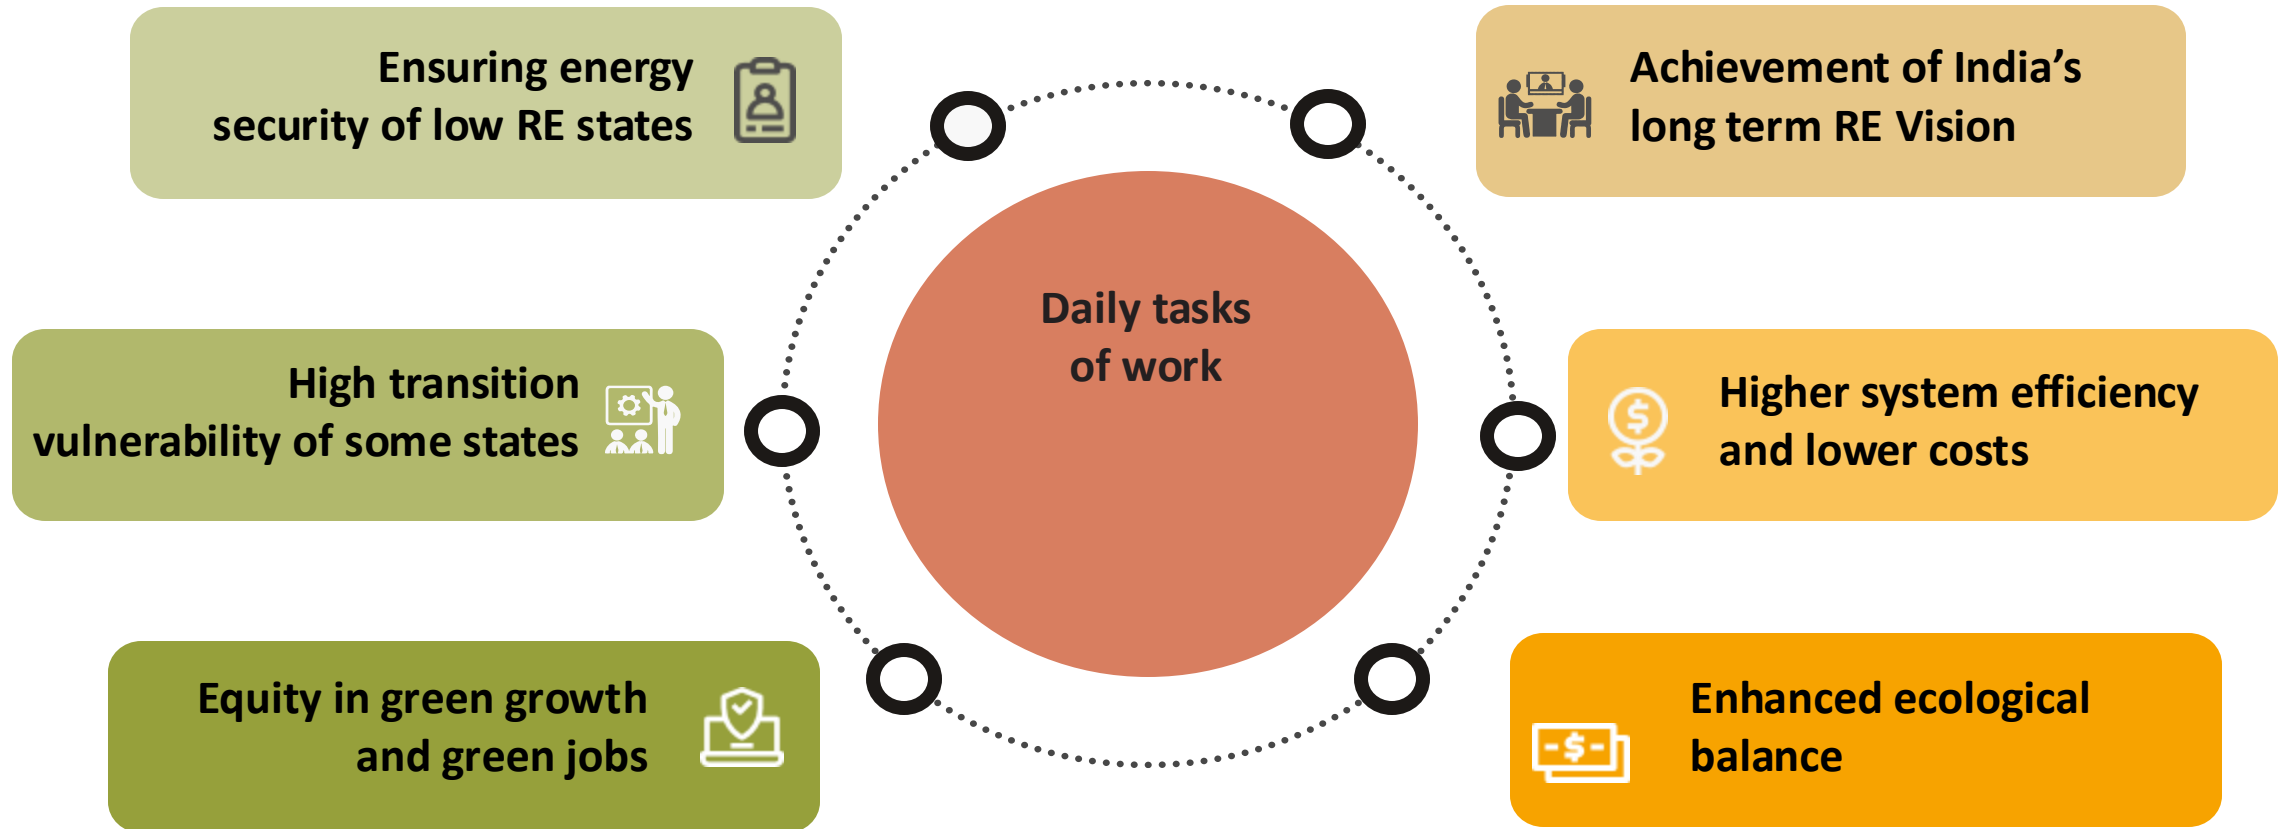 Ensuring energy
security of low RE states
Achievement of India’s
long term RE Vision
Daily tasks
of work
High transition
vulnerability of some states
Higher system efficiency
and lower costs
Equity in green growth
and green jobs
Enhanced ecological
balance